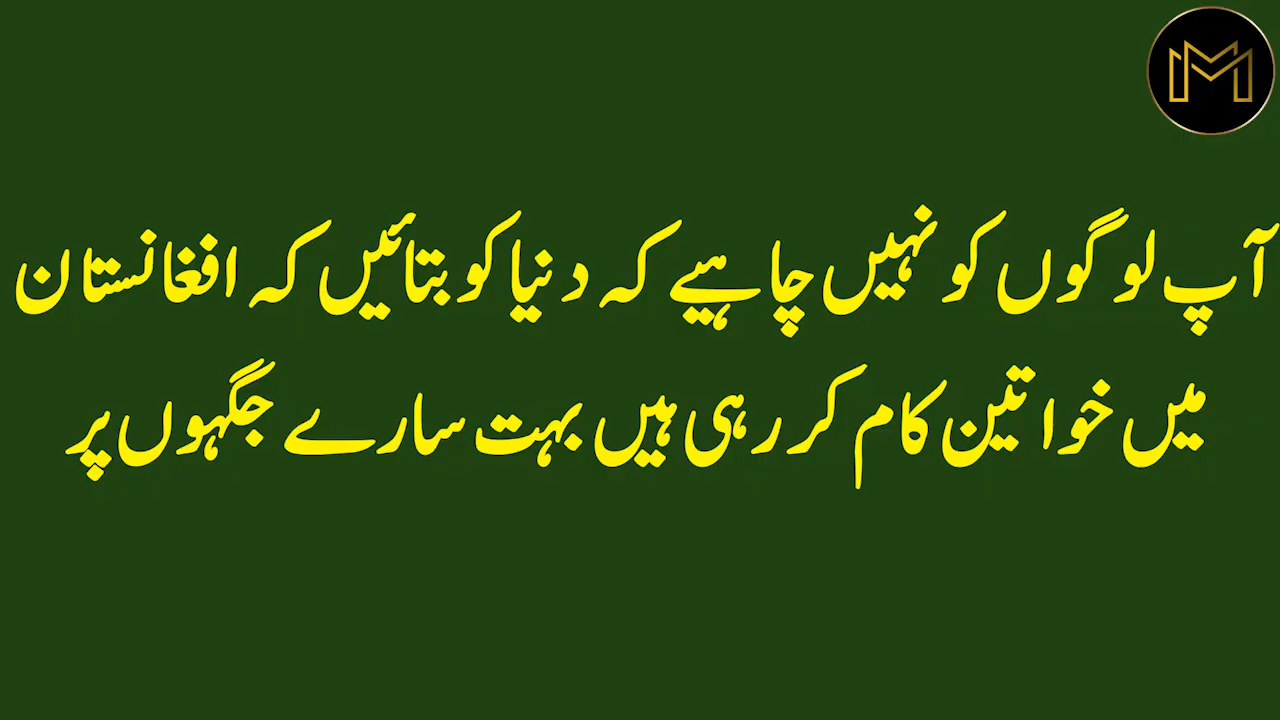 آپ لوگوں کو نہیں چاہیے کہ دنیا کو بتائیں کہ افغانستان
میں خواتین کام کر رہی ہیں بہت سارے جگہوں پر